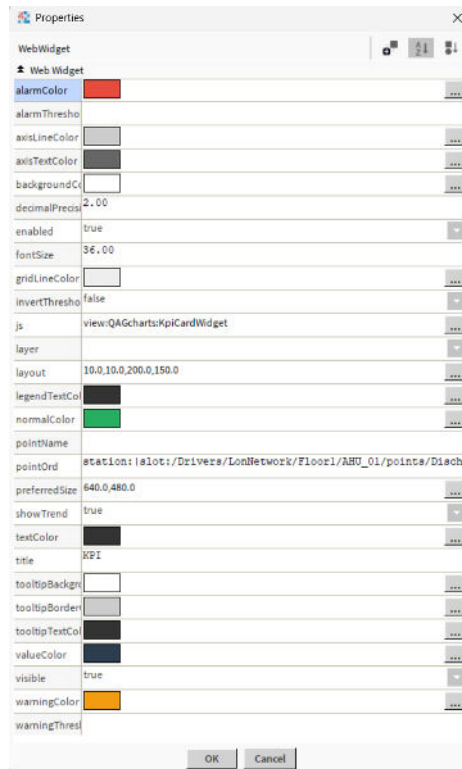 Properties
WebWidget
Web Widget
alarmColor
...
alarmThresho
axisLineColor
...
axisTextColor
...
backgroundCo
...
decimalPrecisi 2.00
enabled true
fontSize 36.00
gridLineColor
...
invertThresho false
js view:QAGcharts:KpiCardWidget
...
layer
layout 10.0,10.0,200.0,150.0
...
legendTextCol
...
normalColor
...
pointName
pointOrd station:|slot:/Drivers/LonNetwork/Floor1/AHU_01/points/Disch
preferredSize 640.0,480.0
...
showTrend true
textColor
...
title KPI
tooltipBackgro
...
tooltipBorder
...
tooltipTextCol
...
valueColor
...
visible true
warningColor
...
warningThresh
OK Cancel